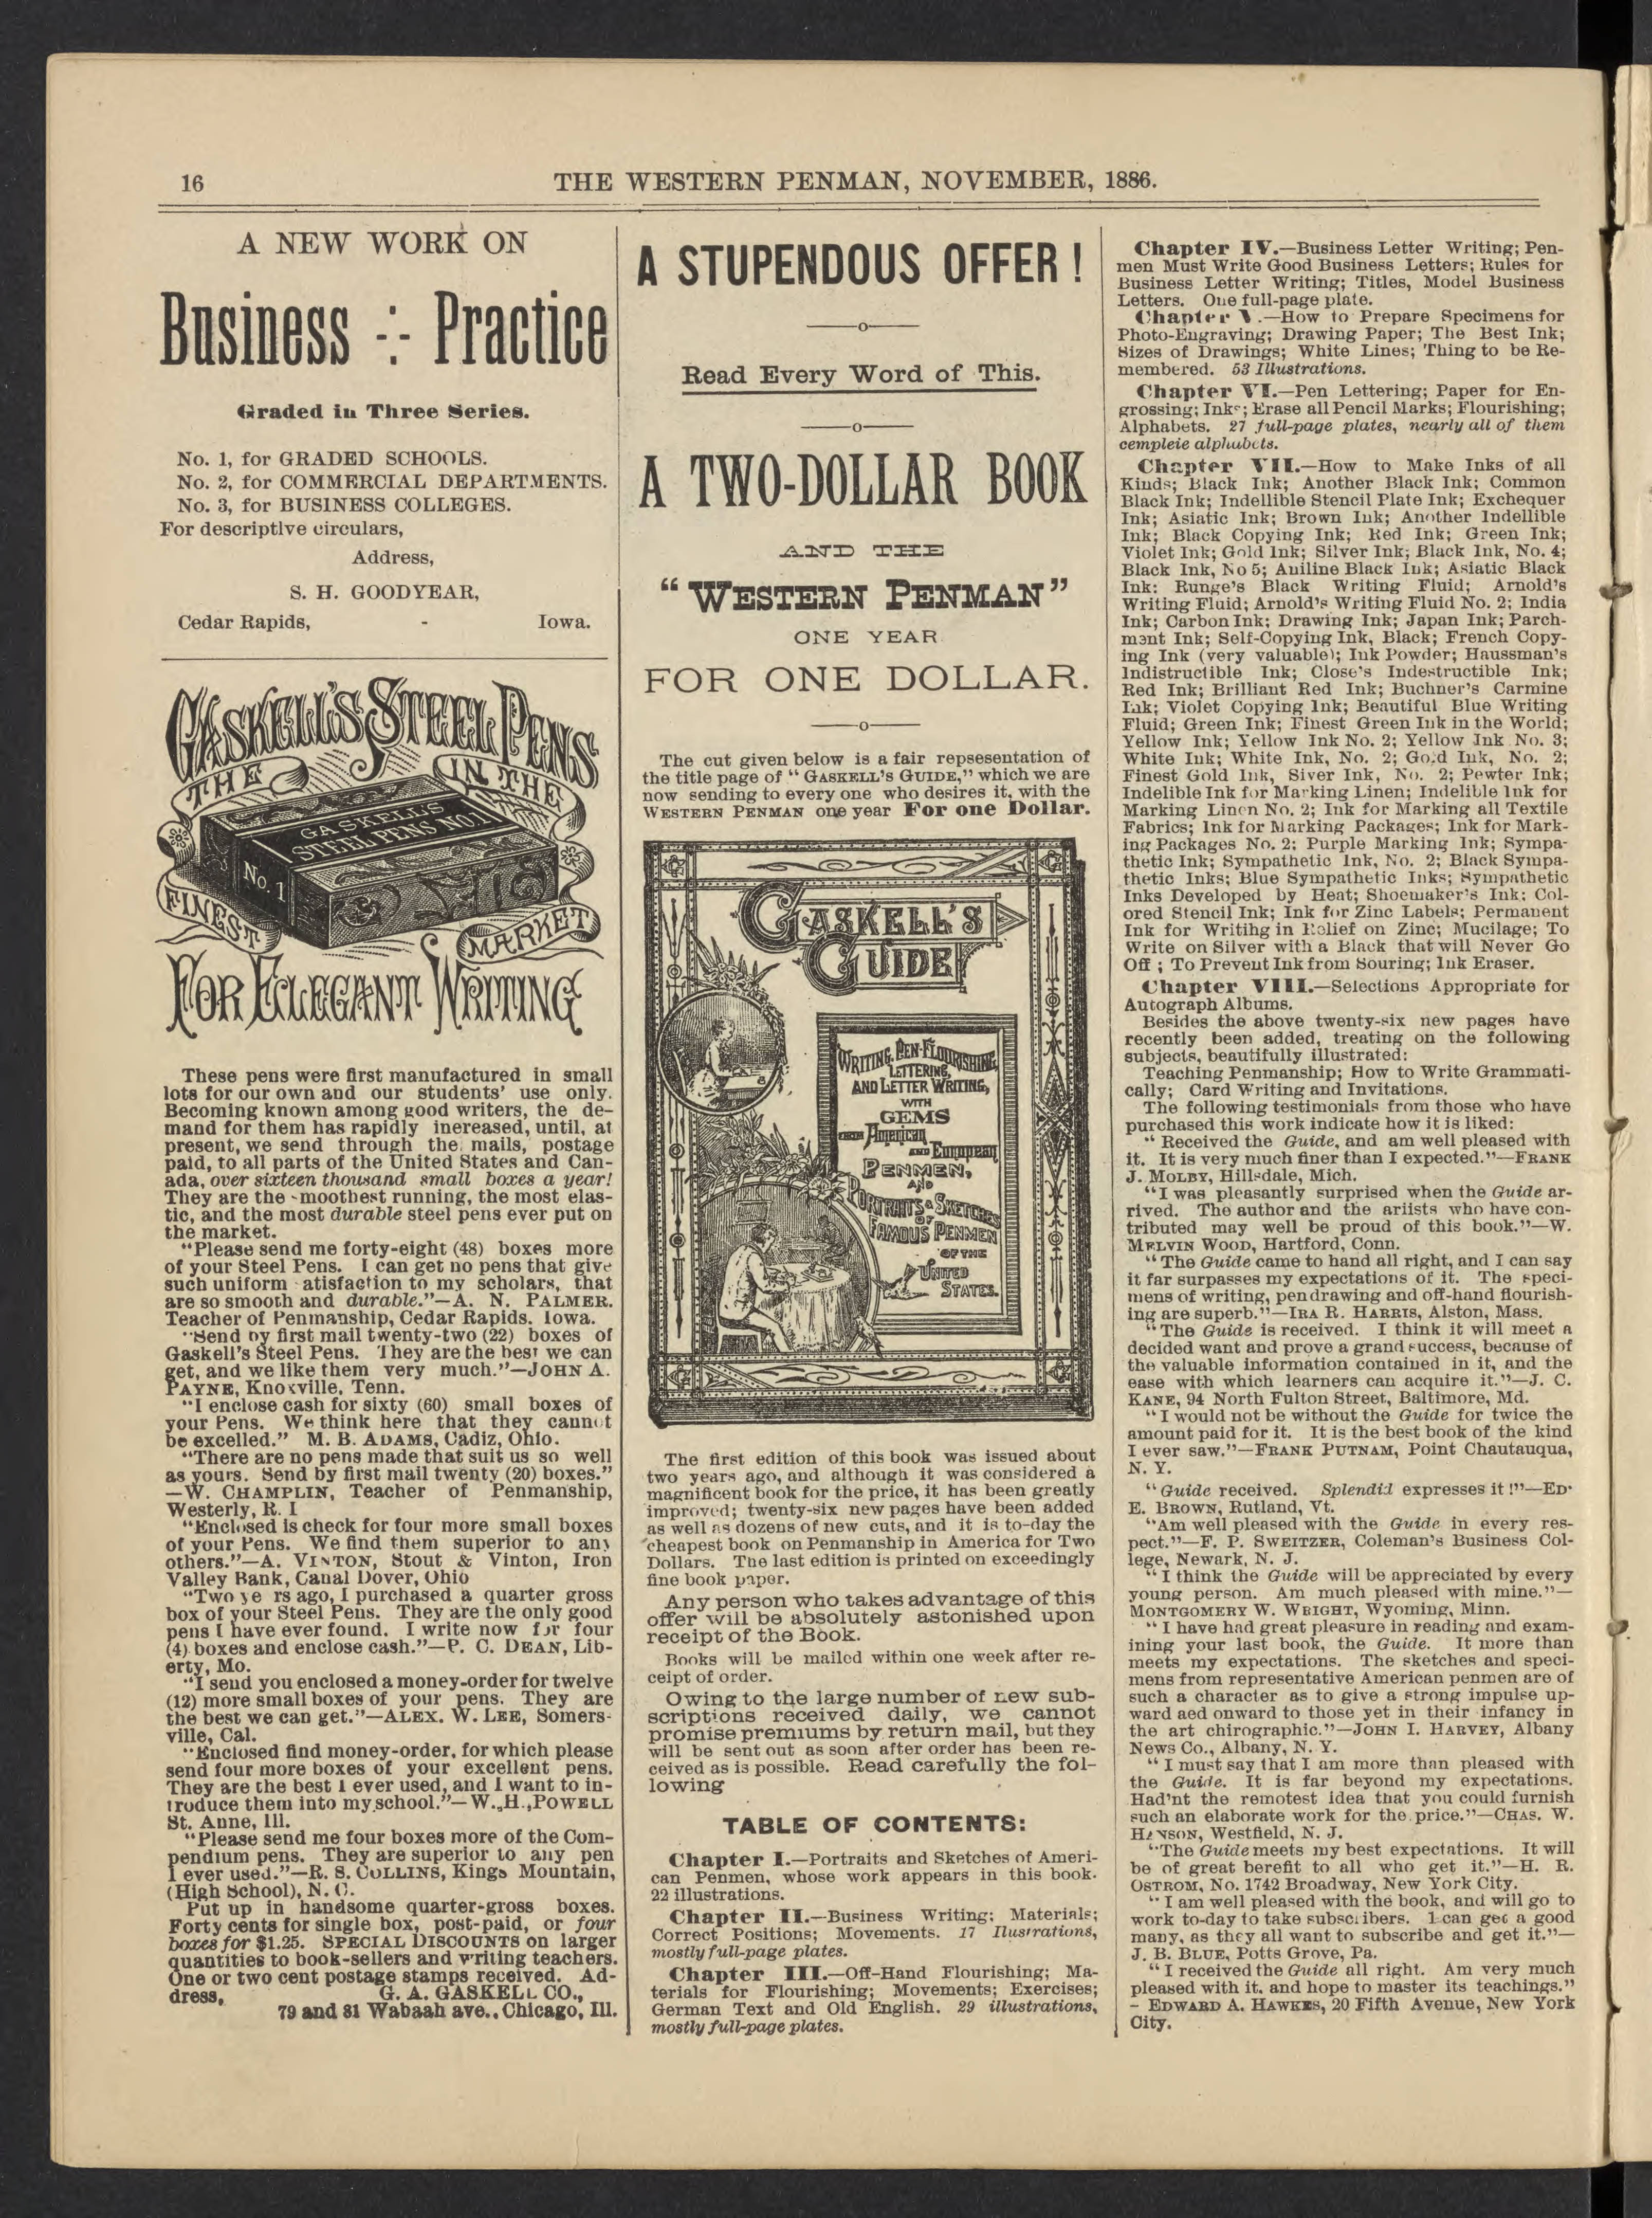 16
THE WESTERN PENMAN, NOVEMBER, 1886.
A NEW WORK ON
Business Practice
Graded in Three Series.
No. 1, for GRADED SCHOOLS.
No. 2, for COMMERCIAL DEPARTMENTS.
No. 3, for BUSINESS COLLEGES.
For descriptive circulars,
Address,
S. H. GOODYEAR,
Cedar Rapids, - Iowa.
GASKELL'S STEEL PENS
THE
IN THE
GASKELL'S
STEEL PENS NO. 1
No. 1
FINEST
MARKET
FOR ELEGANT WRITING
These pens were first manufactured in small
lots for our own and our students' use only.
Becoming known among good writers, the de-
mand for them has rapidly inereased, until, at
present, we send through the mails, postage
paid, to all parts of the United States and Can-
ada, over sixteen thousand small boxes a year!
They are the smoothest running, the most elas-
tic, and the most durable steel pens ever put on
the market.
"Please send me forty-eight (48) boxes more
of your Steel Pens. I can get no pens that give
such uniform atisfaction to my scholars, that
are so smooth and durable."—A. N. PALMER.
Teacher of Penmanship, Cedar Rapids. Iowa.
"Send by first mail twenty-two (22) boxes of
Gaskell's Steel Pens. They are the best we can
get, and we like them very much."—JOHN A.
PAYNE, Knoxville, Tenn.
"I enclose cash for sixty (60) small boxes of
your Pens. We think here that they cannot
be excelled." M. B. ADAMS, Cadiz, Ohio.
"There are no pens made that suit us so well
as yours. Send by first mail twenty (20) boxes."
—W. CHAMPLIN, Teacher of Penmanship,
Westerly, R. I
"Enclosed is check for four more small boxes
of your Pens. We find them superior to any
others."—A. VINTON, Stout & Vinton, Iron
Valley Bank, Canal Dover, Ohio
"Two ye rs ago, I purchased a quarter gross
box of your Steel Pens. They are the only good
pens I have ever found. I write now for four
(4) boxes and enclose cash."—P. C. DEAN, Lib-
erty, Mo.
"I send you enclosed a money-order for twelve
(12) more small boxes of your pens. They are
the best we can get."—ALEX. W. LEE, Somers-
ville, Cal.
"Enclosed find money-order, for which please
send four more boxes of your excellent pens.
They are the best I ever used, and I want to in-
troduce them into my school."—W. H. POWELL
St. Anne, Ill.
"Please send me four boxes more of the Com-
pendium pens. They are superior to any pen
I ever used."—R. S. COLLINS, Kings Mountain,
(High School), N. C.
Put up in handsome quarter-gross boxes.
Forty cents for single box, post-paid, or four
boxes for $1.25. SPECIAL DISCOUNTS on larger
quantities to book-sellers and writing teachers.
One or two cent postage stamps received. Ad-
dress, G. A. GASKELL CO.,
79 and 81 Wabash ave., Chicago, Ill.
A STUPENDOUS OFFER!
—o—
Read Every Word of This.
—o—
A TWO-DOLLAR BOOK
AND THE
"WESTERN PENMAN"
ONE YEAR
FOR ONE DOLLAR.
—o—
The cut given below is a fair repsesentation of
the title page of "GASKELL'S GUIDE," which we are
now sending to every one who desires it, with the
WESTERN PENMAN one year For one Dollar.
GASKELL'S
GUIDE
WRITING, PEN-FLOURISHING,
LETTERING,
AND LETTER WRITING,
WITH
GEMS
FROM American
AND European
PENMEN,
AND
PORTRAITS & SKETCHES
OF
FAMOUS PENMEN
OF THE
UNITED
STATES.
The first edition of this book was issued about
two years ago, and although it was considered a
magnificent book for the price, it has been greatly
improved; twenty-six new pages have been added
as well as dozens of new cuts, and it is to-day the
cheapest book on Penmanship in America for Two
Dollars. The last edition is printed on exceedingly
fine book paper.
Any person who takes advantage of this
offer will be absolutely astonished upon
receipt of the Book.
Books will be mailed within one week after re-
ceipt of order.
Owing to the large number of new sub-
scriptions received daily, we cannot
promise premiums by return mail, but they
will be sent out as soon after order has been re-
ceived as is possible. Read carefully the fol-
lowing
TABLE OF CONTENTS:
Chapter I.—Portraits and Sketches of Ameri-
can Penmen, whose work appears in this book.
22 illustrations.
Chapter II.—Business Writing; Materials;
Correct Positions; Movements. 17 Ilusrrations,
mostly full-page plates.
Chapter III.—Off-Hand Flourishing; Ma-
terials for Flourishing; Movements; Exercises;
German Text and Old English. 29 illustrations,
mostly full-page plates.
Chapter IV.—Business Letter Writing; Pen-
men Must Write Good Business Letters; Rules for
Business Letter Writing; Titles, Model Business
Letters. One full-page plate.
Chapter V.—How to Prepare Specimens for
Photo-Engraving; Drawing Paper; The Best Ink;
Sizes of Drawings; White Lines; Thing to be Re-
membered. 53 Illustrations.
Chapter VI.—Pen Lettering; Paper for En-
grossing; Inks; Erase all Pencil Marks; Flourishing;
Alphabets. 27 full-page plates, nearly all of them
cempleie alphabets.
Chapter VII.—How to Make Inks of all
Kinds; Black Ink; Another Black Ink; Common
Black Ink; Indellible Stencil Plate Ink; Exchequer
Ink; Asiatic Ink; Brown Ink; Another Indellible
Ink; Black Copying Ink; Red Ink; Green Ink;
Violet Ink; Gold Ink; Silver Ink; Black Ink, No. 4;
Black Ink, No 5; Aniline Black Ink; Asiatic Black
Ink: Runge's Black Writing Fluid; Arnold's
Writing Fluid; Arnold's Writing Fluid No. 2; India
Ink; Carbon Ink; Drawing Ink; Japan Ink; Parch-
ment Ink; Self-Copying Ink, Black; French Copy-
ing Ink (very valuable); Ink Powder; Haussman's
Indistructible Ink; Close's Indestructible Ink;
Red Ink; Brilliant Red Ink; Buchner's Carmine
Ink; Violet Copying Ink; Beautiful Blue Writing
Fluid; Green Ink; Finest Green Ink in the World;
Yellow Ink; Yellow Ink No. 2; Yellow Ink No. 3;
White Ink; White Ink, No. 2; Gold Ink, No. 2;
Finest Gold Ink, Siver Ink, No. 2; Pewter Ink;
Indelible Ink for Marking Linen; Indelible Ink for
Marking Linen No. 2; Ink for Marking all Textile
Fabrics; Ink for Marking Packages; Ink for Mark-
ing Packages No. 2; Purple Marking Ink; Sympa-
thetic Ink; Sympathetic Ink, No. 2; Black Sympa-
thetic Inks; Blue Sympathetic Inks; Sympathetic
Inks Developed by Heat; Shoemaker's Ink; Col-
ored Stencil Ink; Ink for Zinc Labels; Permanent
Ink for Writihg in Relief on Zinc; Mucilage; To
Write on Silver with a Black that will Never Go
Off ; To Prevent Ink from Souring; Ink Eraser.
Chapter VIII.—Selections Appropriate for
Autograph Albums.
Besides the above twenty-six new pages have
recently been added, treating on the following
subjects, beautifully illustrated:
Teaching Penmanship; How to Write Grammati-
cally; Card Writing and Invitations.
The following testimonials from those who have
purchased this work indicate how it is liked:
"Received the Guide, and am well pleased with
it. It is very much finer than I expected."—FRANK
J. MOLBY, Hillsdale, Mich.
"I was pleasantly surprised when the Guide ar-
rived. The author and the ariists who have con-
tributed may well be proud of this book."—W.
MELVIN WOOD, Hartford, Conn.
"The Guide came to hand all right, and I can say
it far surpasses my expectations of it. The speci-
mens of writing, pen drawing and off-hand flourish-
ing are superb."—IRA R. HARRIS, Alston, Mass.
"The Guide is received. I think it will meet a
decided want and prove a grand success, because of
the valuable information contained in it, and the
ease with which learners can acquire it."—J. C.
KANE, 94 North Fulton Street, Baltimore, Md.
"I would not be without the Guide for twice the
amount paid for it. It is the best book of the kind
I ever saw."—FRANK PUTNAM, Point Chautauqua,
N. Y.
"Guide received. Splendid expresses it!"—ED.
E. BROWN, Rutland, Vt.
"Am well pleased with the Guide in every res-
pect."—F. P. SWEITZER, Coleman's Business Col-
lege, Newark, N. J.
"I think the Guide will be appreciated by every
young person. Am much pleased with mine."—
MONTGOMERY W. WRIGHT, Wyoming, Minn.
"I have had great pleasure in reading and exam-
ining your last book, the Guide. It more than
meets my expectations. The sketches and speci-
mens from representative American penmen are of
such a character as to give a strong impulse up-
ward aed onward to those yet in their infancy in
the art chirographic."—JOHN I. HARVEY, Albany
News Co., Albany, N. Y.
"I must say that I am more than pleased with
the Guide. It is far beyond my expectations.
Had'nt the remotest idea that you could furnish
such an elaborate work for the price."—CHAS. W.
HANSON, Westfield, N. J.
"The Guide meets my best expectations. It will
be of great berefit to all who get it."—H. R.
OSTROM, No. 1742 Broadway, New York City.
"I am well pleased with the book, and will go to
work to-day to take subscribers. I can get a good
many, as they all want to subscribe and get it."—
J. B. BLUE, Potts Grove, Pa.
"I received the Guide all right. Am very much
pleased with it, and hope to master its teachings."
- EDWARD A. HAWKES, 20 Fifth Avenue, New York
City.